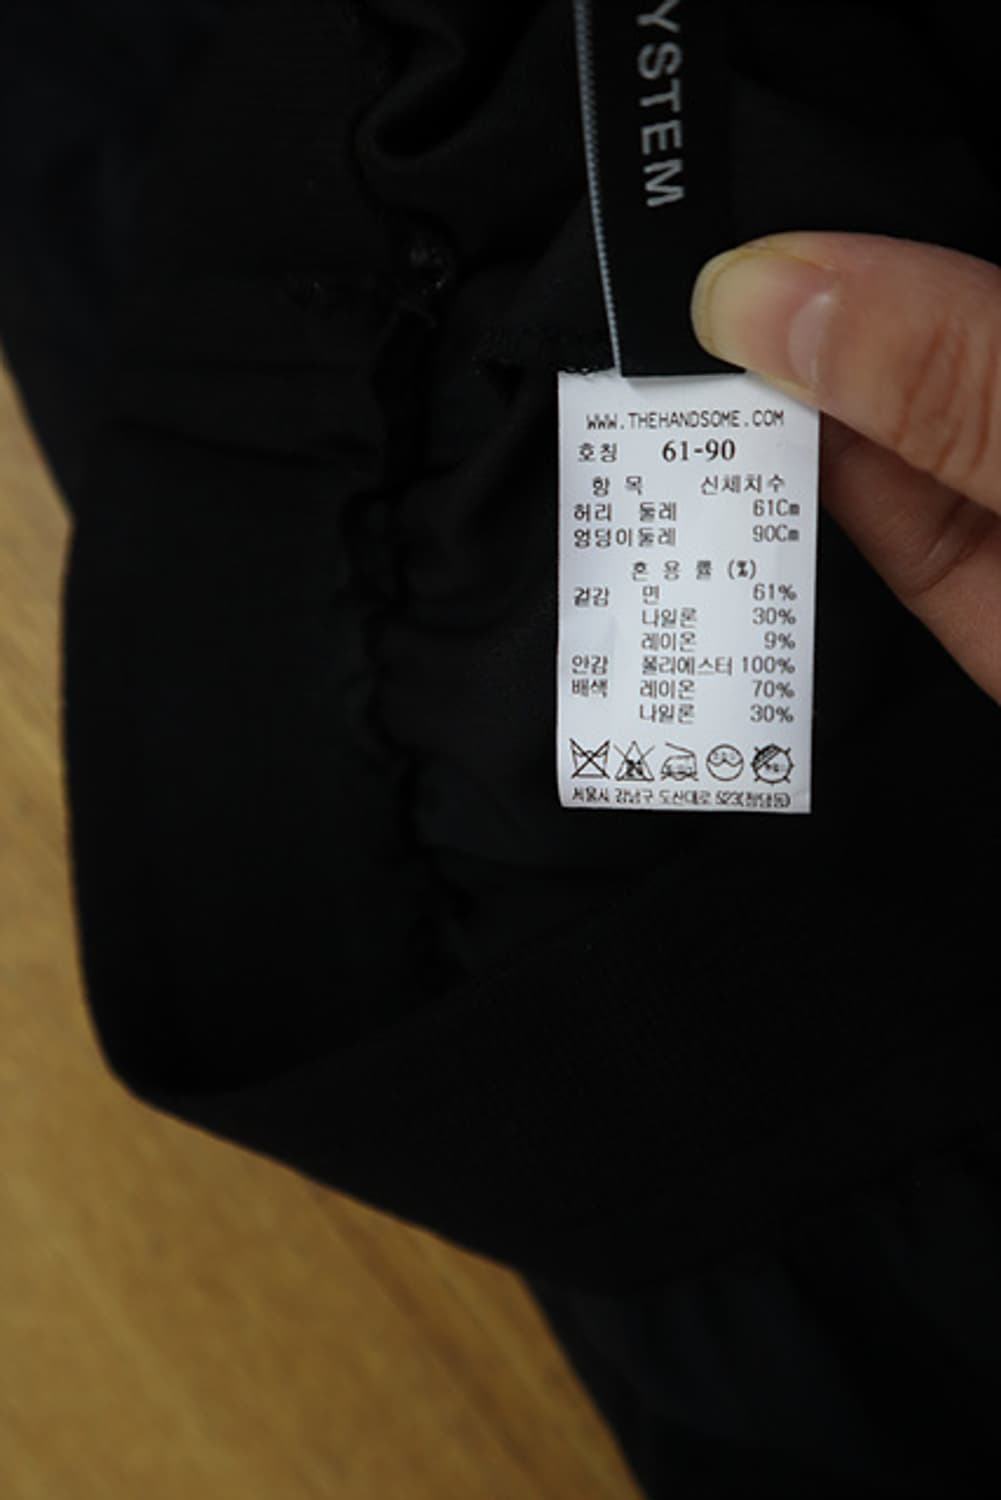 YSTEM
WWW.THEHANDSOME.COM
호칭 61-90
항 목 신체치수
허리 둘레 61Cm
엉덩이둘레 90Cm
혼 용 률 (%)
겉감 면 61%
나일론 30%
레이온 9%
안감 폴리에스터 100%
배색 레이온 70%
나일론 30%
서울시 강남구 도산대로 523(청담동)